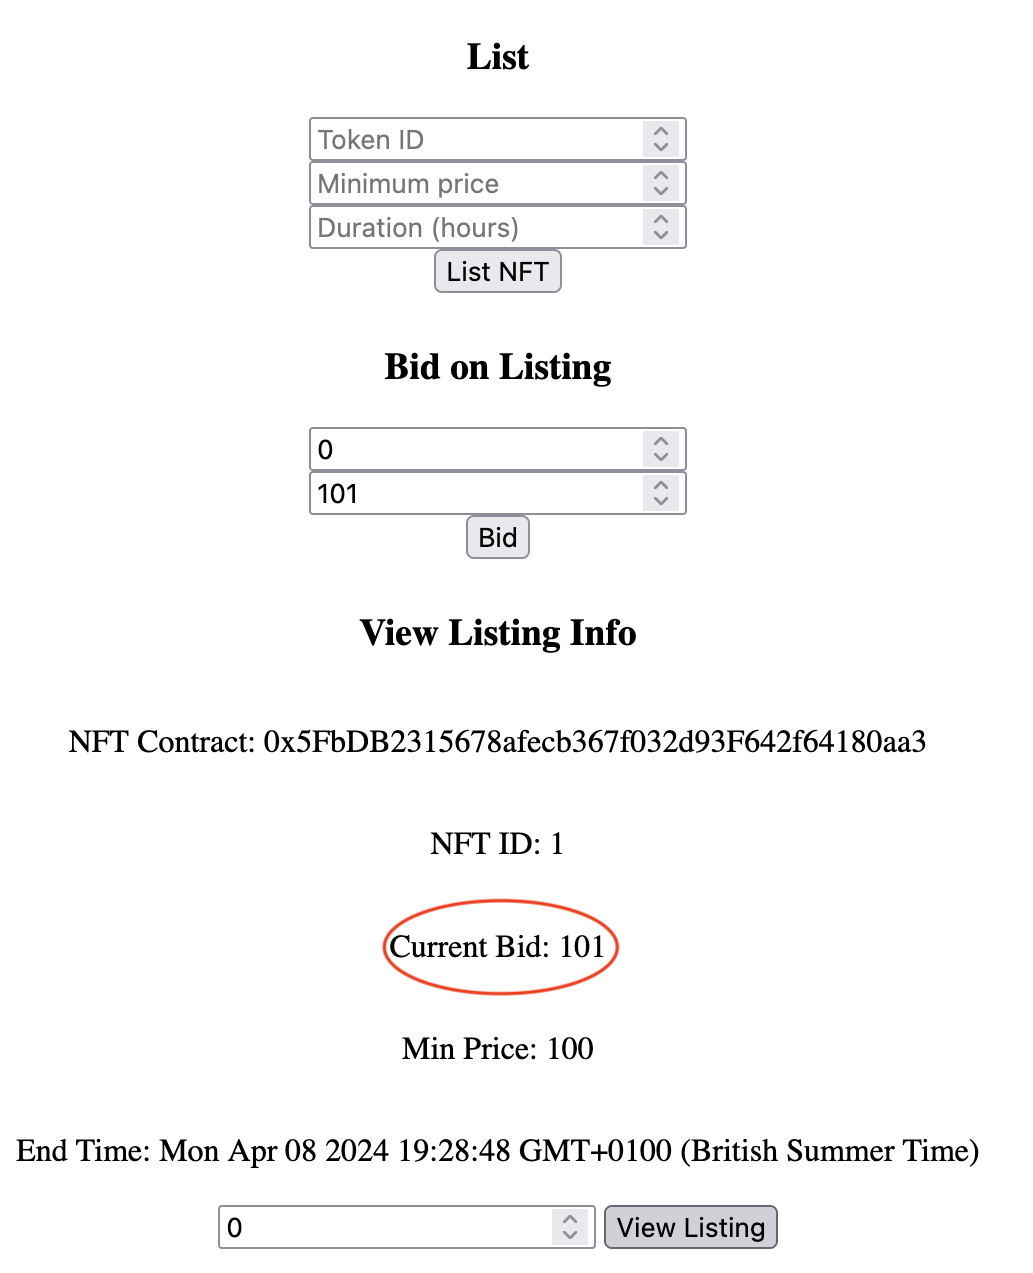 List
Token ID
Minimum price
Duration (hours)
List NFT
Bid on Listing
0
101
Bid
View Listing Info
NFT Contract: 0x5FbDB2315678afecb367f032d93F642f64180aa3
NFT ID: 1
Current Bid: 101
Min Price: 100
End Time: Mon Apr 08 2024 19:28:48 GMT+0100 (British Summer Time)
0 View Listing